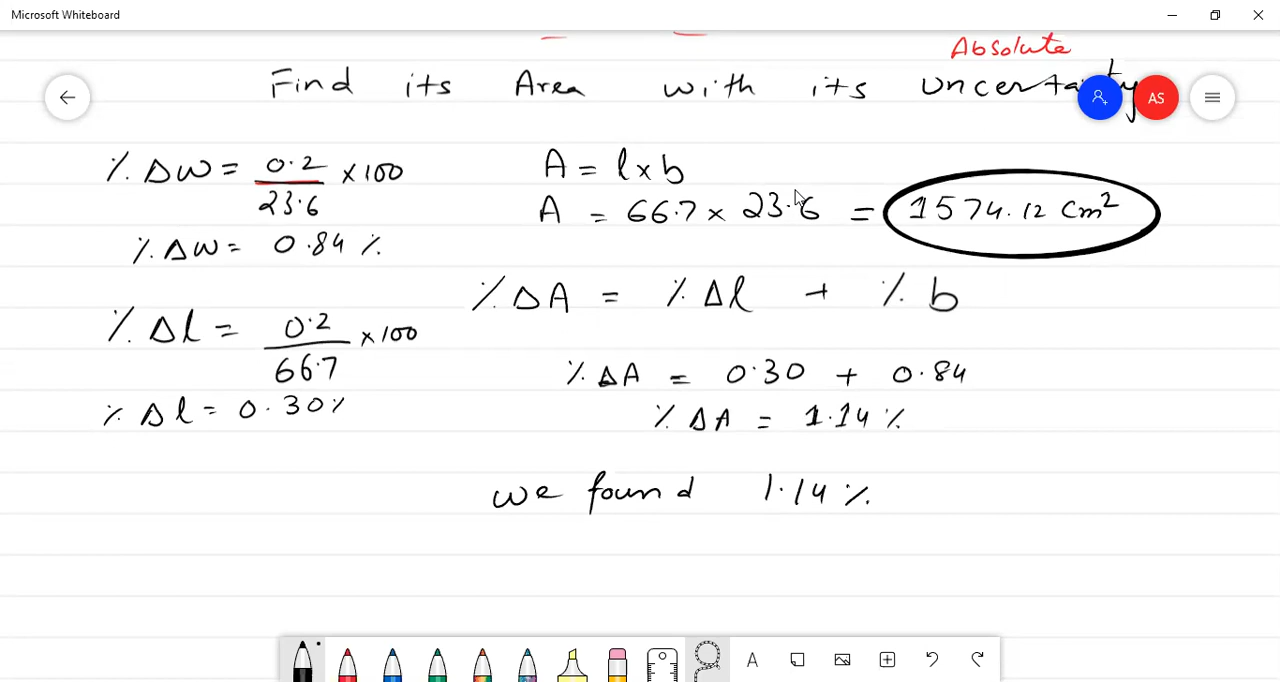 Microsoft Whiteboard
Absolute
Find its Area with its Uncertainty
AS
% Δw = 0.2 / 23.6 × 100
% Δw = 0.84 %
% Δl = 0.2 / 66.7 × 100
% Δl = 0.30%
A = l × b
A = 66.7 × 23.6 = 1574.12 cm²
% ΔA = % Δl + % b
% ΔA = 0.30 + 0.84
% ΔA = 1.14 %
we found 1.14 %
A